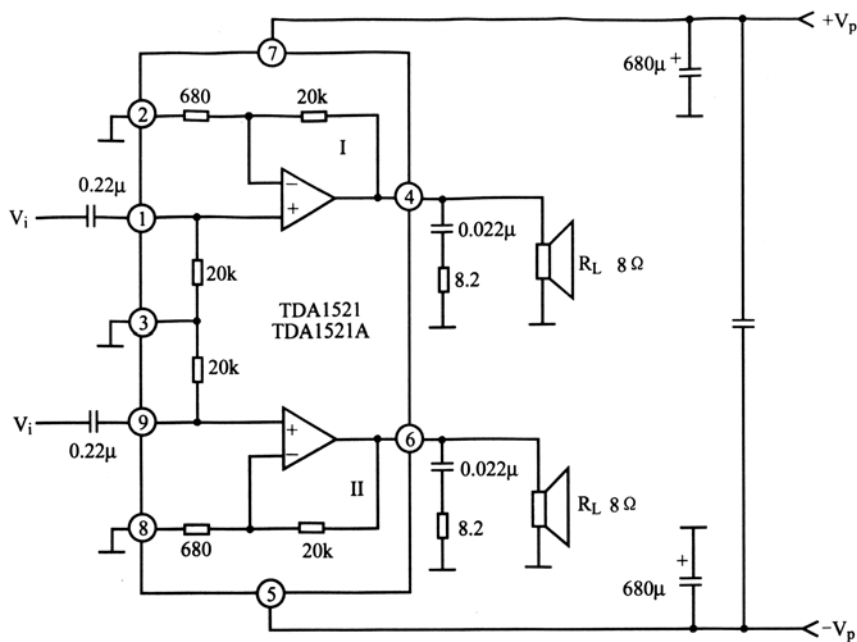 ⑦
+Vp
680μ +
②
680
20k
I
0.22μ
−
④
Vi
①
+
0.022μ
20k
8.2
RL 8Ω
③
TDA1521
TDA1521A
20k
Vi
⑨
+
⑥
0.22μ
−
0.022μ
II
RL 8Ω
⑧
8.2
680
20k
+
680μ
⑤
−Vp